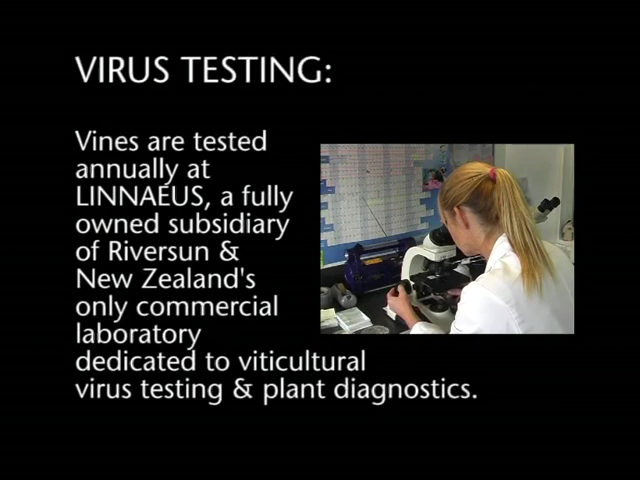 VIRUS TESTING:
Vines are tested
annually at
LINNAEUS, a fully
owned subsidiary
of Riversun &
New Zealand's
only commercial
laboratory
dedicated to viticultural
virus testing & plant diagnostics.